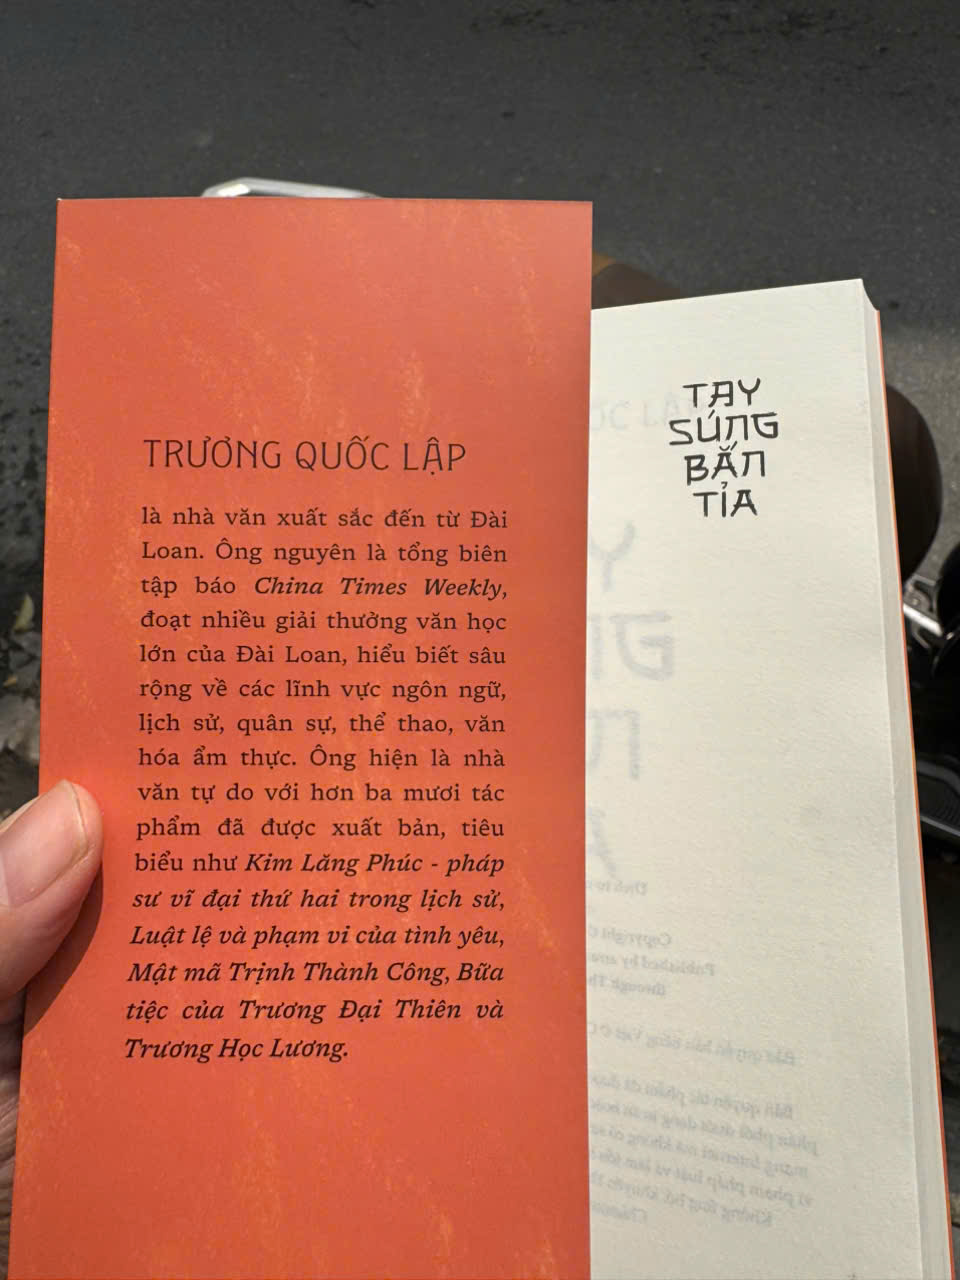 TRƯƠNG QUỐC LẬP
là nhà văn xuất sắc đến từ Đài
Loan. Ông nguyên là tổng biên
tập báo China Times Weekly,
đoạt nhiều giải thưởng văn học
lớn của Đài Loan, hiểu biết sâu
rộng về các lĩnh vực ngôn ngữ,
lịch sử, quân sự, thể thao, văn
hóa ẩm thực. Ông hiện là nhà
văn tự do với hơn ba mươi tác
phẩm đã được xuất bản, tiêu
biểu như Kim Lăng Phúc - pháp
sư vĩ đại thứ hai trong lịch sử,
Luật lệ và phạm vi của tình yêu,
Mật mã Trịnh Thành Công, Bữa
tiệc của Trương Đại Thiên và
Trương Học Lương.
TAY
SÚNG
BẮN
TỈA